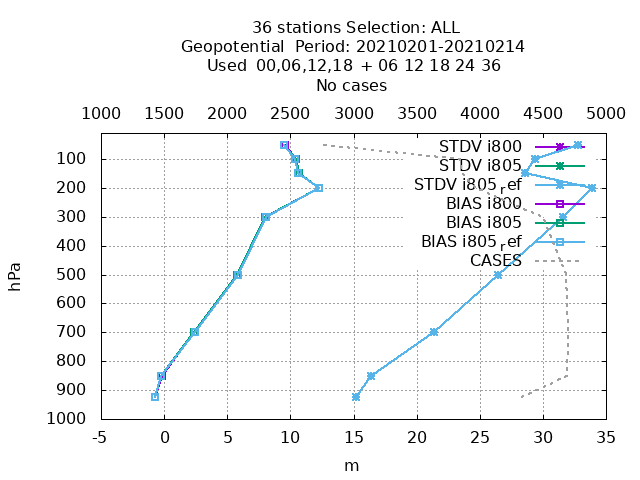 36 stations Selection: ALL
Geopotential  Period: 20210201-20210214
Used  00,06,12,18 + 06 12 18 24 36
No cases
1000 1500 2000 2500 3000 3500 4000 4500 5000
STDV i800
STDV i805
STDV i805ref
BIAS i800
BIAS i805
BIAS i805ref
CASES
100
200
300
400
500
600
700
800
900
1000
hPa
-5 0 5 10 15 20 25 30 35
m